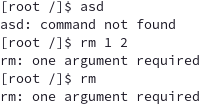 [root /]$ asd
asd: command not found
[root /]$ rm 1 2
rm: one argument required
[root /]$ rm
rm: one argument required